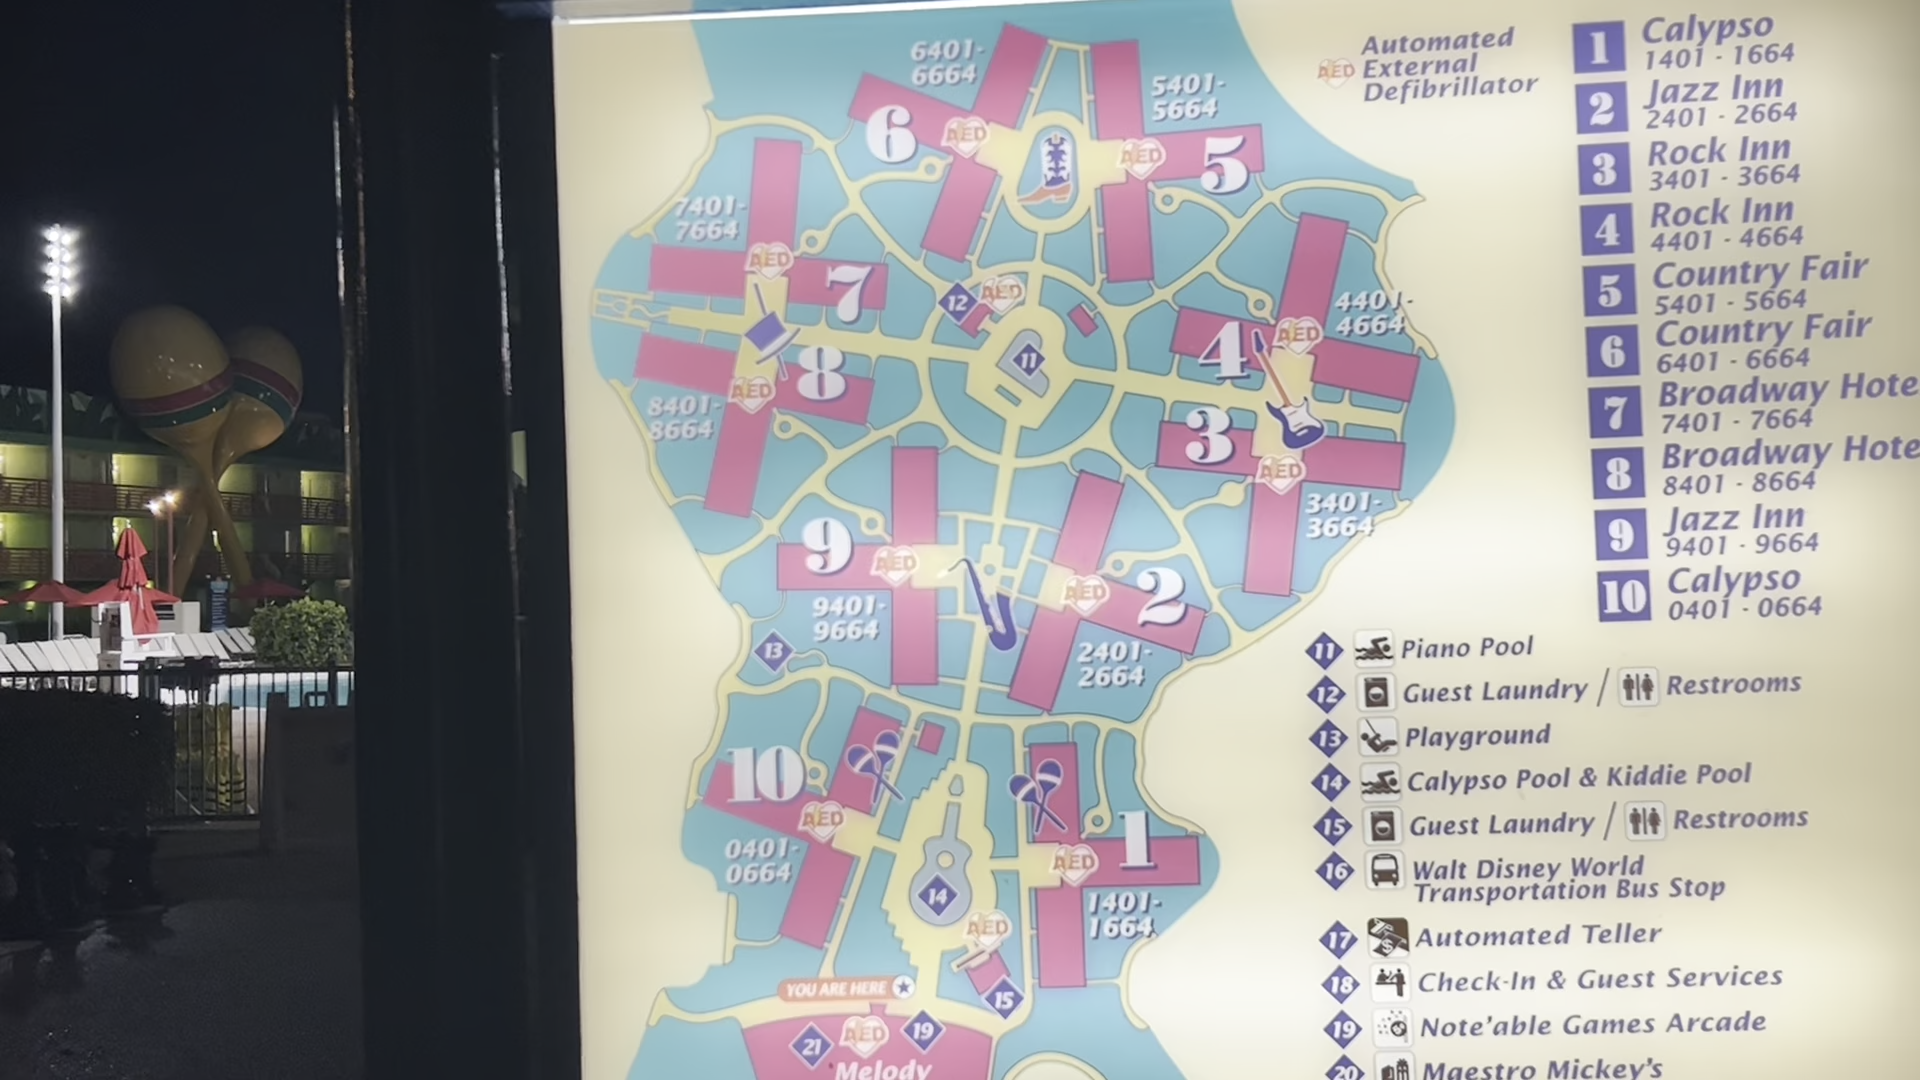 6401-
6664
5401-
5664
6
AED
AED
5
7401-
7664
AED
7
12
AED
4401-
4664
11
4
AED
8
AED
8401-
8664
3
AED
3401-
3664
9
AED
9401-
9664
AED
2
2401-
2664
13
10
AED
0401-
0664
1
AED
1401-
1664
14
AED
YOU ARE HERE
15
21
AED
19
Melody
AED
Automated
External
Defibrillator
1 Calypso
1401 - 1664
2 Jazz Inn
2401 - 2664
3 Rock Inn
3401 - 3664
4 Rock Inn
4401 - 4664
5 Country Fair
5401 - 5664
6 Country Fair
6401 - 6664
7 Broadway Hote
7401 - 7664
8 Broadway Hote
8401 - 8664
9 Jazz Inn
9401 - 9664
10 Calypso
0401 - 0664
11 Piano Pool
12 Guest Laundry / Restrooms
13 Playground
14 Calypso Pool & Kiddie Pool
15 Guest Laundry / Restrooms
16 Walt Disney World
Transportation Bus Stop
17 Automated Teller
18 Check-In & Guest Services
19 Note'able Games Arcade
20 Maestro Mickey's